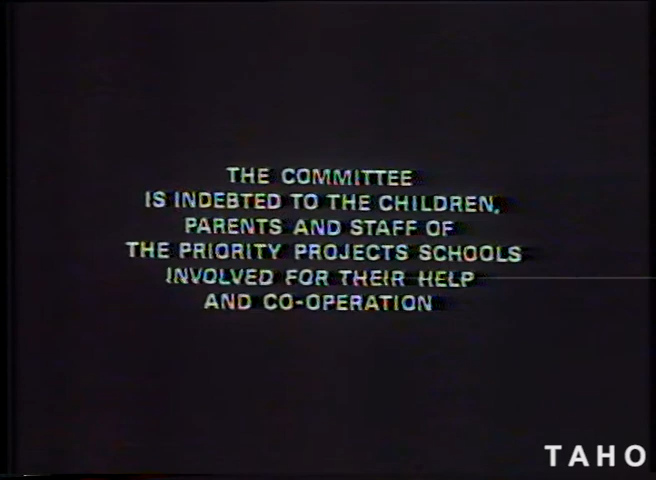 THE COMMITTEE
IS INDEBTED TO THE CHILDREN,
PARENTS AND STAFF OF
THE PRIORITY PROJECTS SCHOOLS
INVOLVED FOR THEIR HELP
AND CO-OPERATION
TAHO